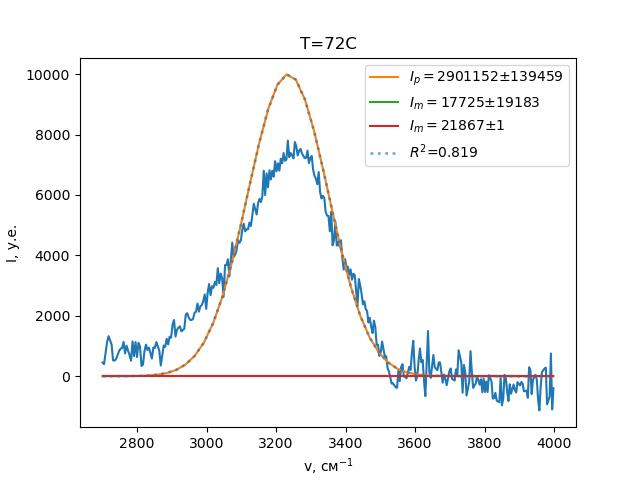 T=72C
I, у.е.
10000
8000
6000
4000
2000
0
I_p = 2901152±139459
I_m = 17725±19183
I_m = 21867±1
R²=0.819
2800 3000 3200 3400 3600 3800 4000
v, см⁻¹